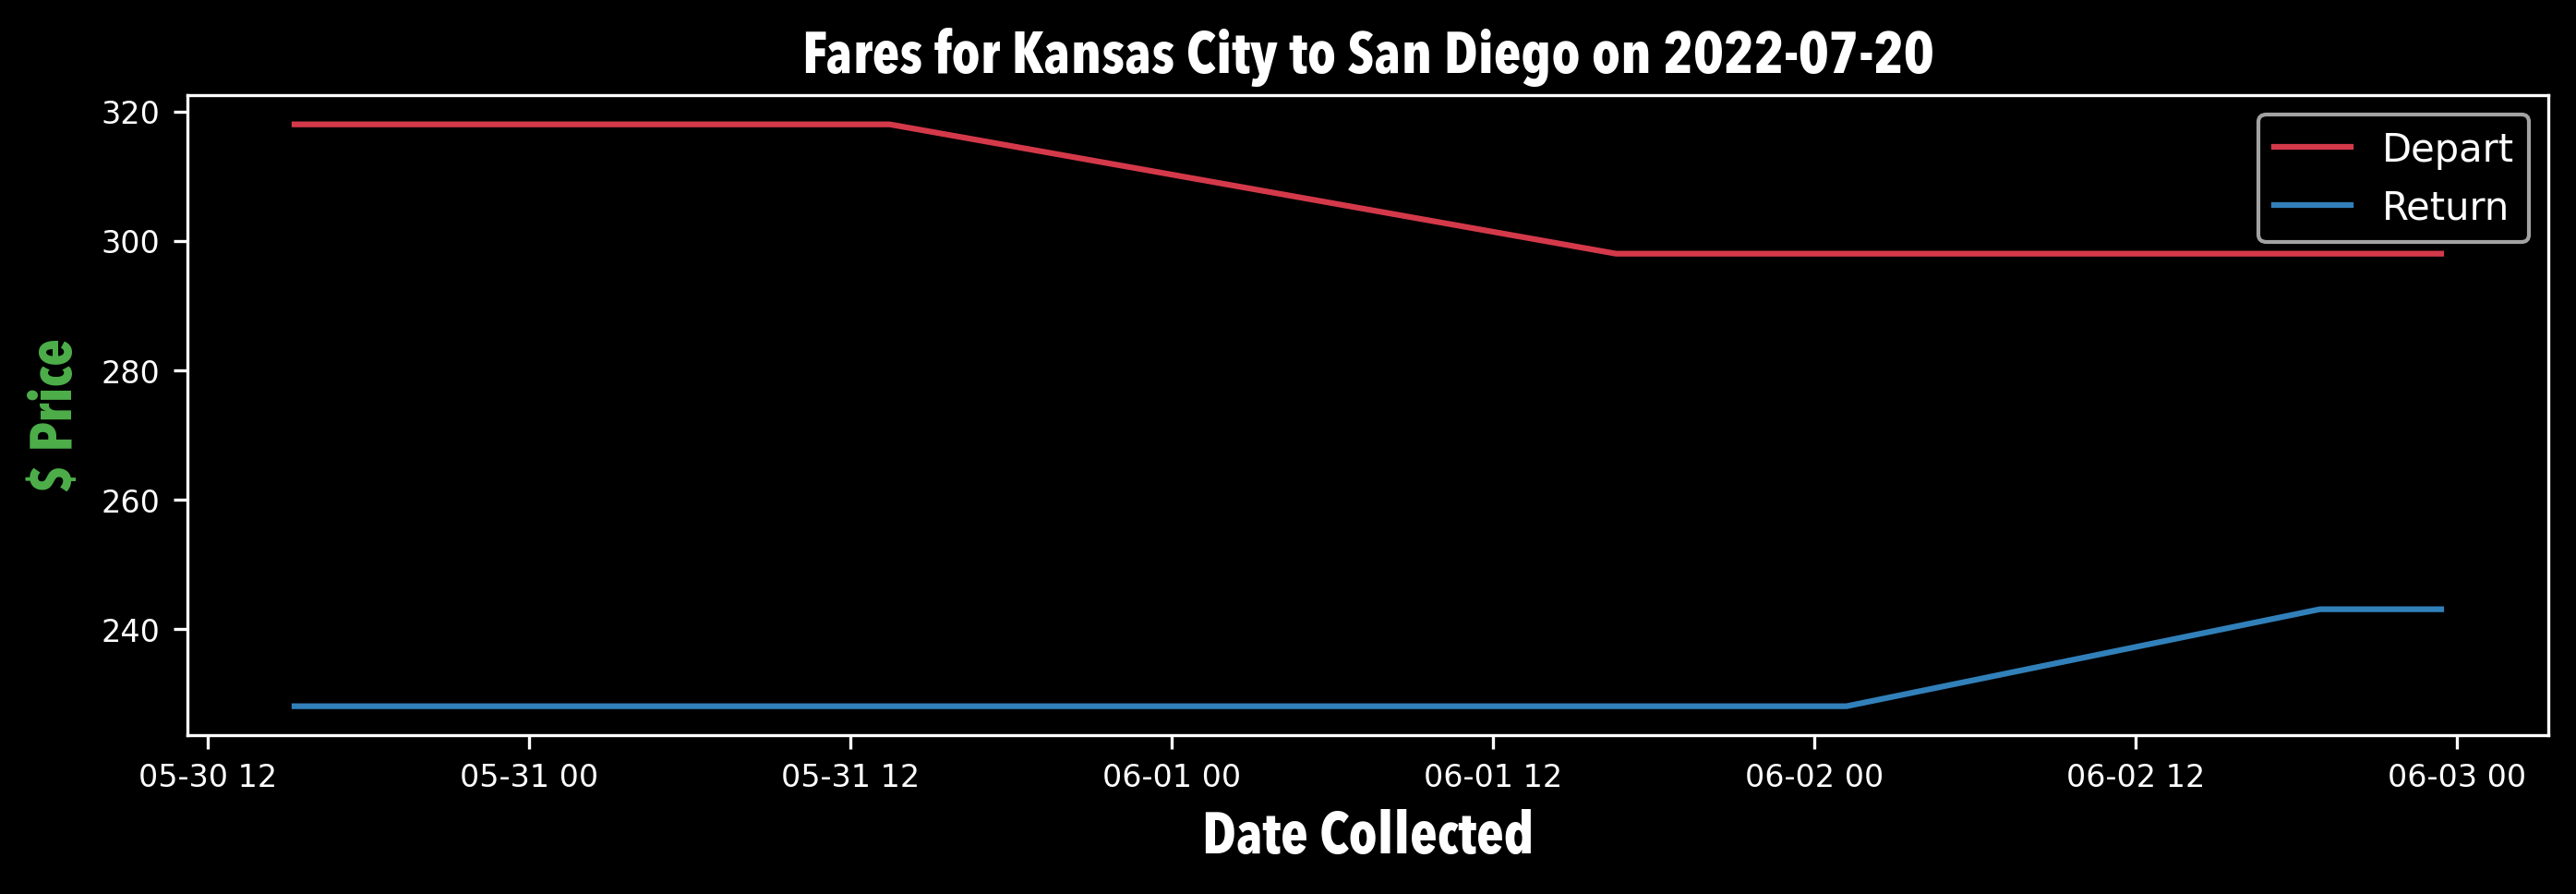 Fares for Kansas City to San Diego on 2022-07-20
320
300
280
260
240
$ Price
Depart
Return
05-30 12
05-31 00
05-31 12
06-01 00
06-01 12
06-02 00
06-02 12
06-03 00
Date Collected